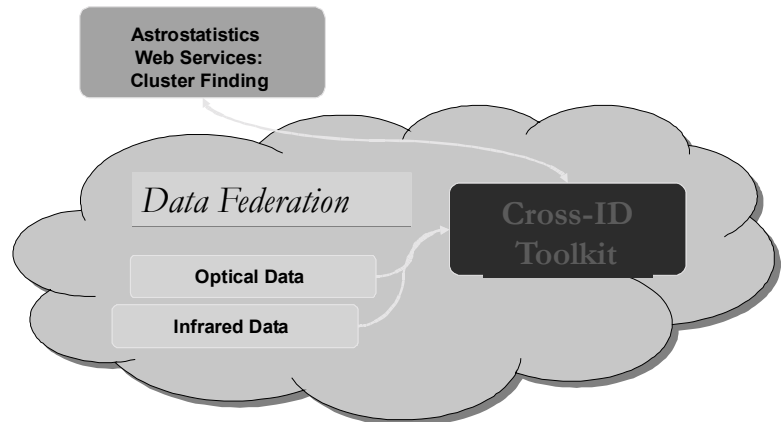 Astrostatistics
Web Services:
Cluster Finding
Data Federation
Cross-ID
Toolkit
Optical Data
Infrared Data